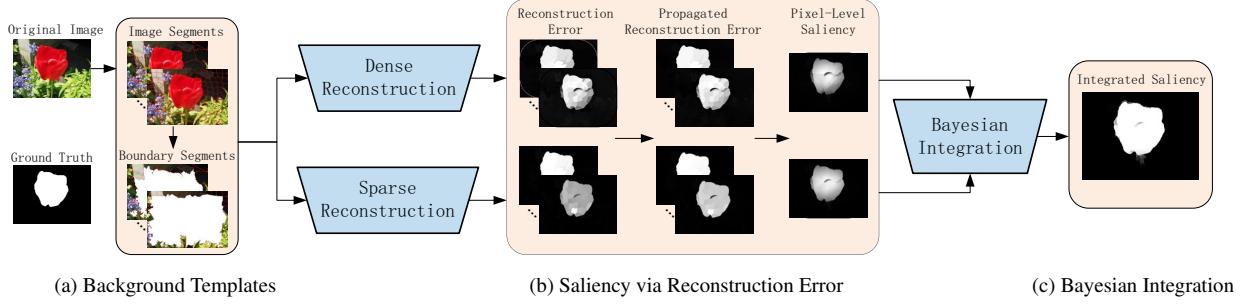 Original Image
Image Segments
Boundary Segments
Ground Truth
Dense
Reconstruction
Sparse
Reconstruction
Reconstruction
Error
Propagated
Reconstruction Error
Pixel-Level
Saliency
Bayesian
Integration
Integrated Saliency
(a) Background Templates
(b) Saliency via Reconstruction Error
(c) Bayesian Integration